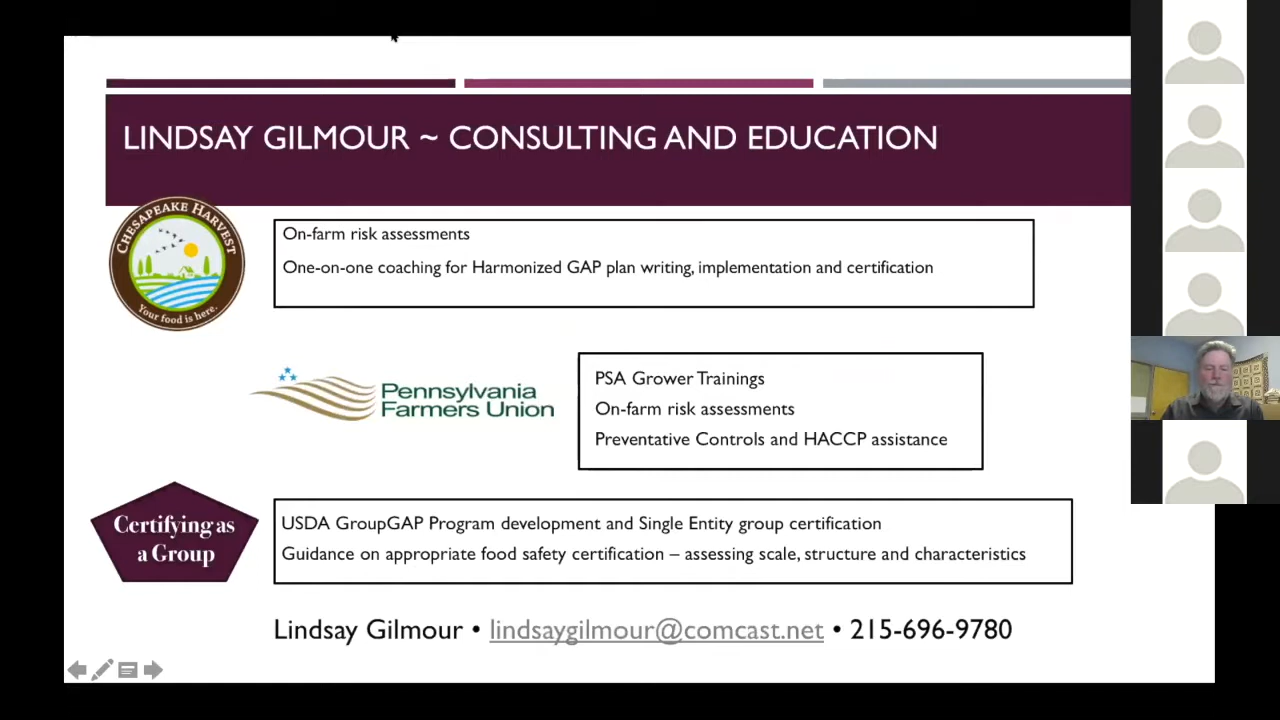 LINDSAY GILMOUR ~ CONSULTING AND EDUCATION
CHESAPEAKE HARVEST
Your food is here.
On-farm risk assessments
One-on-one coaching for Harmonized GAP plan writing, implementation and certification
Pennsylvania
Farmers Union
PSA Grower Trainings
On-farm risk assessments
Preventative Controls and HACCP assistance
Certifying as
a Group
USDA GroupGAP Program development and Single Entity group certification
Guidance on appropriate food safety certification – assessing scale, structure and characteristics
Lindsay Gilmour • lindsaygilmour@comcast.net • 215-696-9780